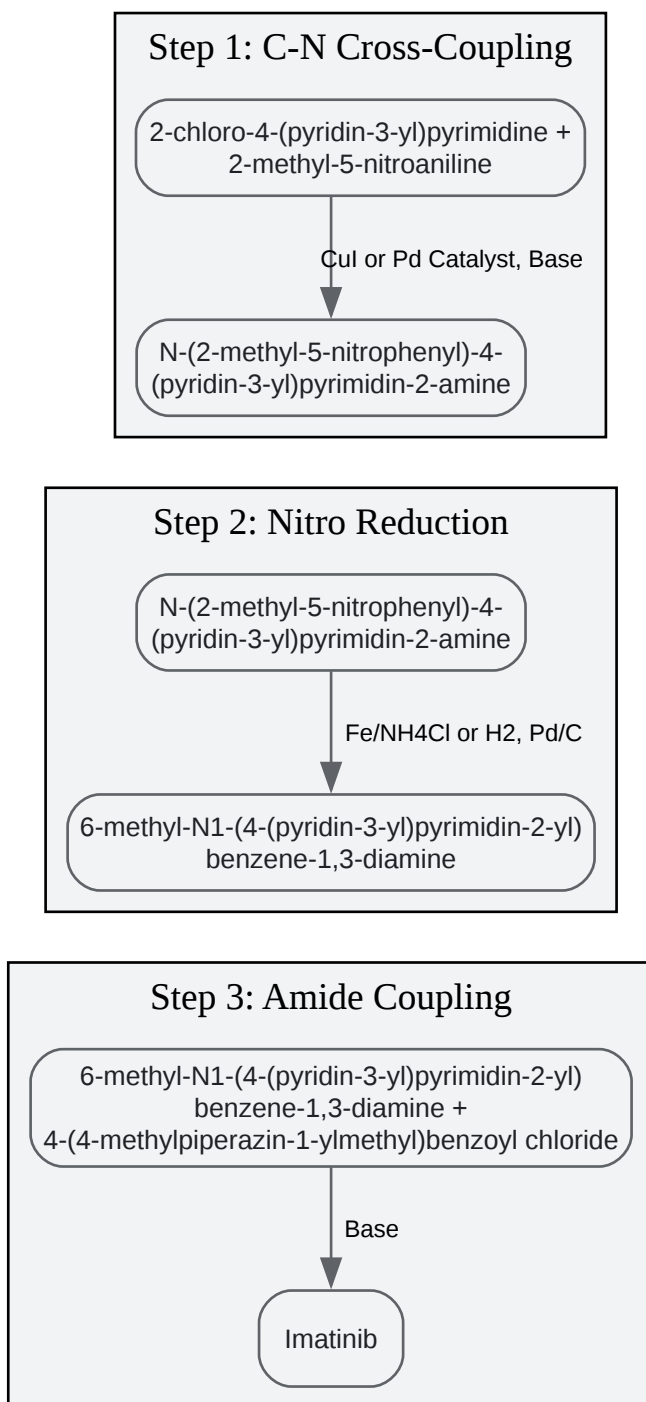 Step 1: C-N Cross-Coupling
2-chloro-4-(pyridin-3-yl)pyrimidine +
2-methyl-5-nitroaniline
CuI or Pd Catalyst, Base
N-(2-methyl-5-nitrophenyl)-4-
(pyridin-3-yl)pyrimidin-2-amine
Step 2: Nitro Reduction
N-(2-methyl-5-nitrophenyl)-4-
(pyridin-3-yl)pyrimidin-2-amine
Fe/NH4Cl or H2, Pd/C
6-methyl-N1-(4-(pyridin-3-yl)pyrimidin-2-yl)
benzene-1,3-diamine
Step 3: Amide Coupling
6-methyl-N1-(4-(pyridin-3-yl)pyrimidin-2-yl)
benzene-1,3-diamine +
4-(4-methylpiperazin-1-ylmethyl)benzoyl chloride
Base
Imatinib